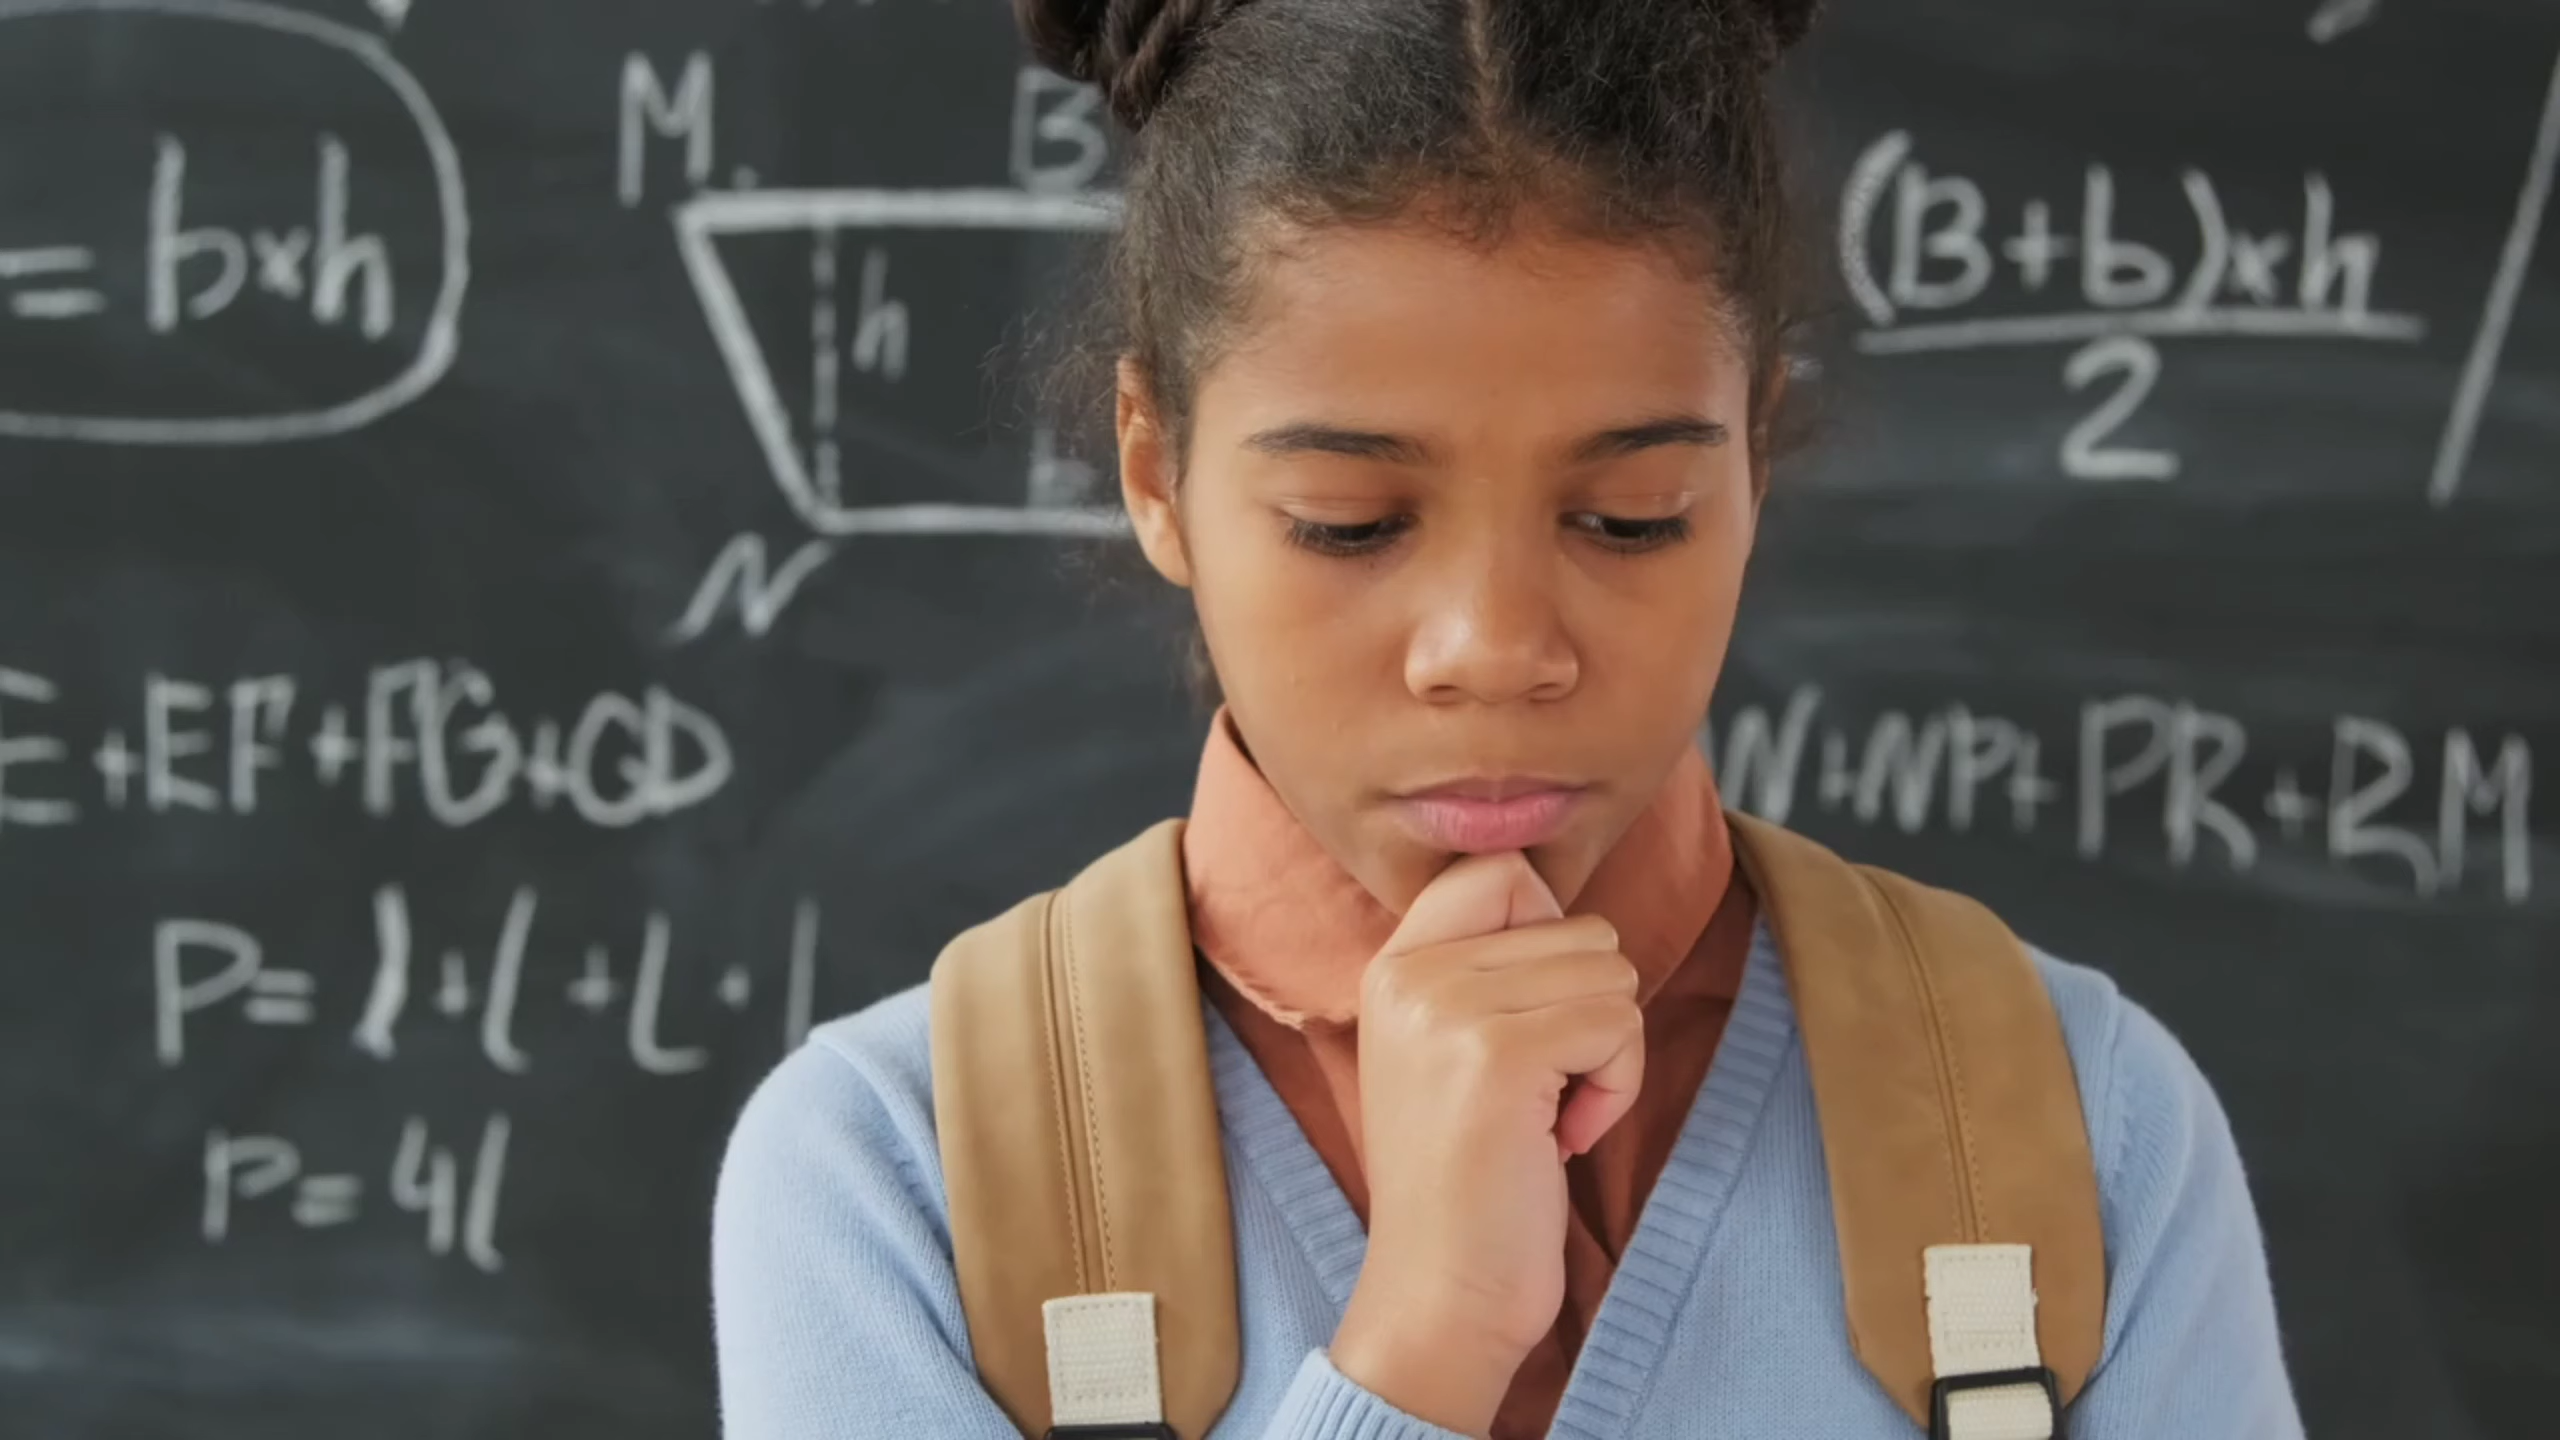 = b×h
M
B
h
N
(B+b)×h
2
E+EF+FG+GD
N+NP+PR+RM
P= l+l+l+l
P=4l